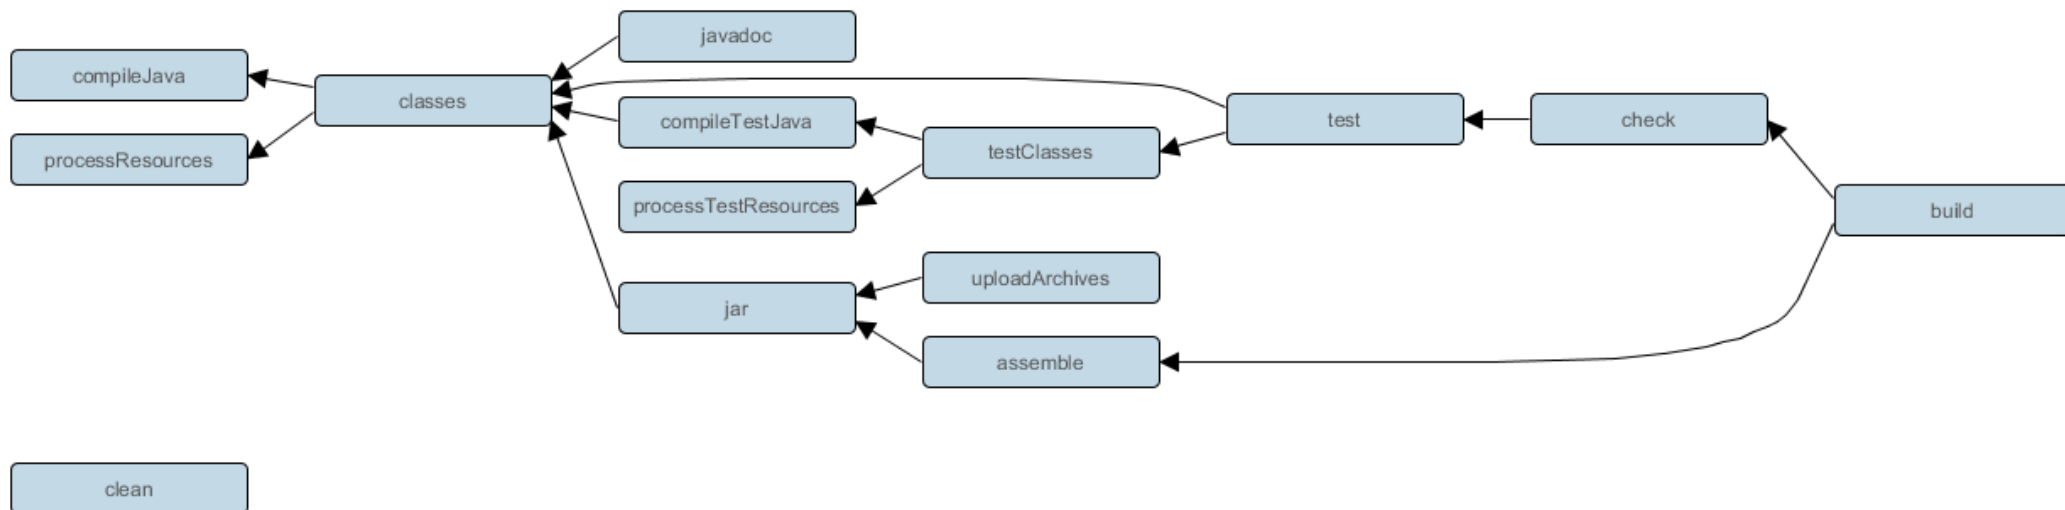 javadoc
compileJava
classes
compileTestJava
test
check
testClasses
processResources
processTestResources
build
uploadArchives
jar
assemble
clean